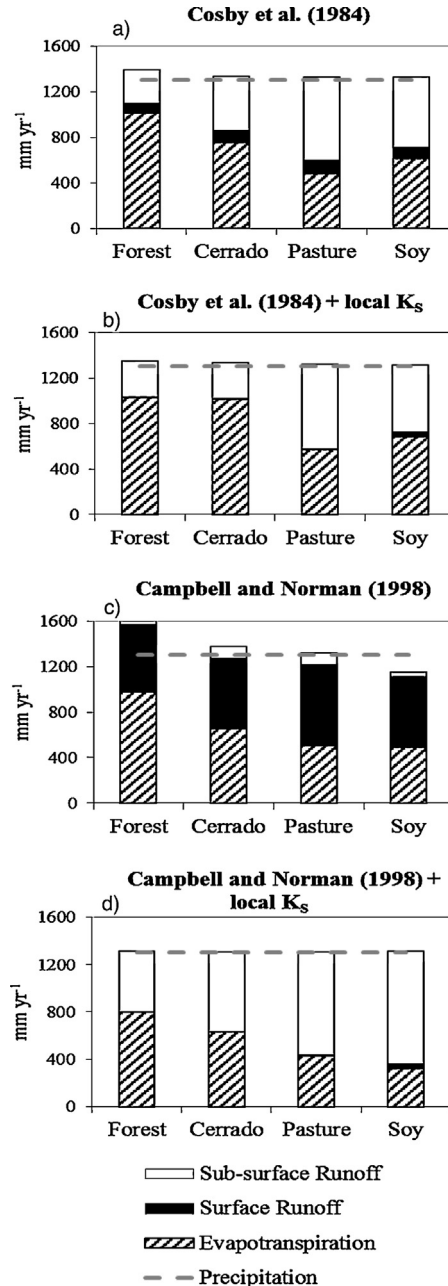 Cosby et al. (1984)
a)
1600
1200
800
400
0
mm yr-1
Forest Cerrado Pasture Soy
Cosby et al. (1984) + local KS
b)
1600
1200
800
400
0
mm yr-1
Forest Cerrado Pasture Soy
Campbell and Norman (1998)
c)
1600
1200
800
400
0
mm yr-1
Forest Cerrado Pasture Soy
Campbell and Norman (1998) +
local KS
d)
1600
1200
800
400
0
mm yr-1
Forest Cerrado Pasture Soy
Sub-surface Runoff
Surface Runoff
Evapotranspiration
Precipitation